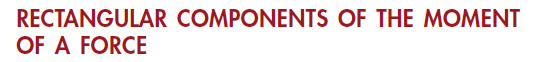 RECTANGULAR COMPONENTS OF THE MOMENT
OF A FORCE